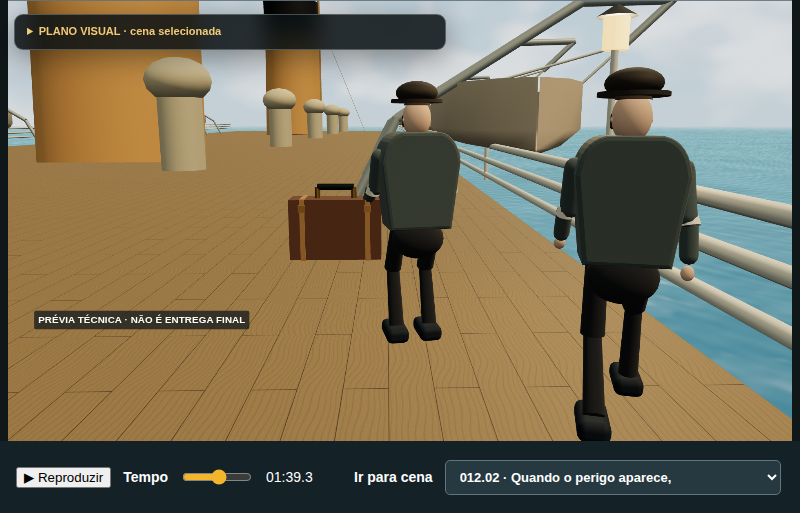 ▶ PLANO VISUAL · cena selecionada
PRÉVIA TÉCNICA · NÃO É ENTREGA FINAL
▶ Reproduzir Tempo 01:39.3 Ir para cena 012.02 · Quando o perigo aparece,